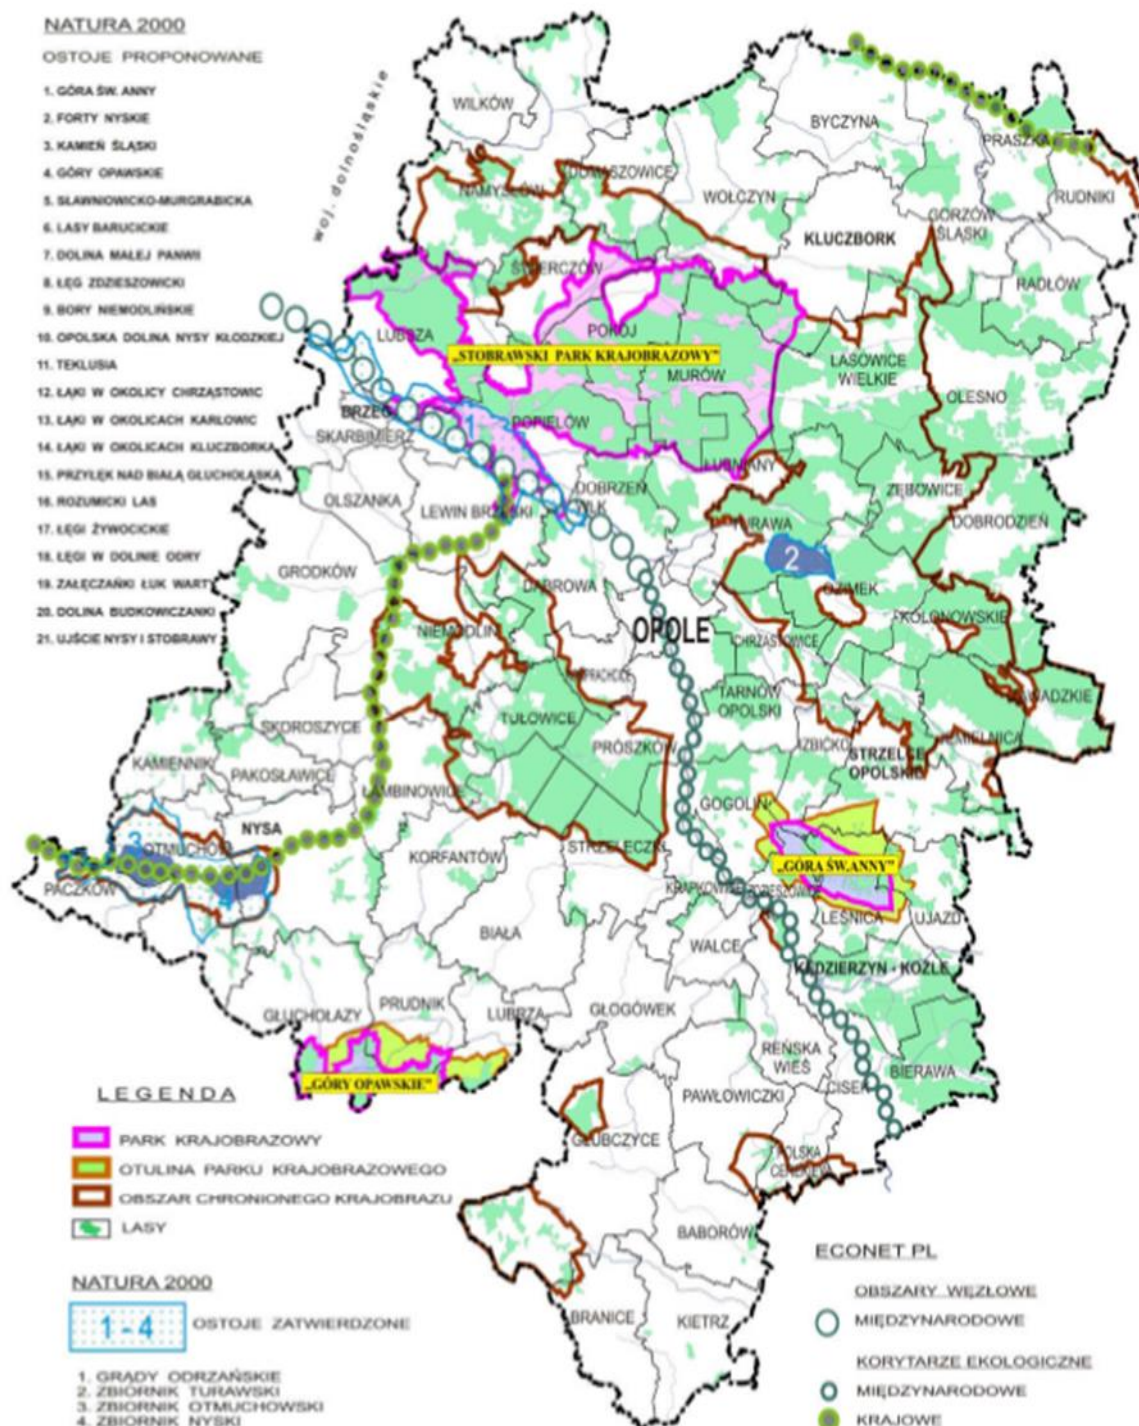 NATURA 2000
OSTOJE PROPONOWANE
1. GÓRA ŚW. ANNY
2. FORTY NYSKIE
3. KAMIEŃ ŚLĄSKI
4. GÓRY OPAWSKIE
5. SŁAWNIOWICKO-MURGRABICKA
6. LASY BARUCICKIE
7. DOLINA MAŁEJ PANWII
8. ŁĘG ZDZIESZOWICKI
9. BORY NIEMODLIŃSKIE
10. OPOLSKA DOLINA NYSY KŁODZKIEJ
11. TEKLUSIA
12. ŁĄKI W OKOLICY CHRZĄSTOWIC
13. ŁĄKI W OKOLICACH KARŁOWIC
14. ŁĄKI W OKOLICACH KLUCZBORKA
15. PRZYŁĘK NAD BIAŁĄ GŁUCHOŁASKĄ
16. ROZUMICKI LAS
17. ŁĘGI ŻYWOCICKIE
18. ŁĘGI W DOLINIE ODRY
19. ZAŁĘCZAŃSKI ŁUK WARTY
20. DOLINA BUDKOWICZANKI
21. UJŚCIE NYSY I STOBRAWY
woj. dolnośląskie
WILKÓW
BYCZYNA
PRASZKA
RUDNIKI
NAMYSŁÓW
DOMASZOWICE
WOŁCZYN
KLUCZBORK
GORZÓW
ŚLĄSKI
RADŁÓW
ŚWIERCZÓW
LUBSZA
POKÓJ
„STOBRAWSKI PARK KRAJOBRAZOWY"
MURÓW
LASOWICE
WIELKIE
OLESNO
BRZEG
SKARBIMIERZ
1
POPIELÓW
ŁUBNIANY
OLSZANKA
LEWIN BRZESKI
DOBRZEŃ
WLK
ZĘBOWICE
DOBRODZIEŃ
TURAWA
2
GRODKÓW
DĄBROWA
OZIMEK
KOLONOWSKIE
NIEMODLIN
OPOLE
CHRZĄSTOWICE
TARNÓW
OPOLSKI
ZAWADZKIE
SKOROSZYCE
TUŁOWICE
PRÓSZKÓW
IZBICKO
JEMIELNICA
STRZELCE
OPOLSKIE
KAMIENNIK
PAKOSŁAWICE
ŁAMBINOWICE
GOGOLIN
NYSA
3
OTMUCHÓW
KORFANTÓW
STRZELECZKI
„GÓRA ŚW.ANNY"
PACZKÓW
4
KRAPKOWICE
ZDZIESZOWICE
LEŚNICA
UJAZD
BIAŁA
WALCE
KĘDZIERZYN - KOŹLE
GŁUCHOŁAZY
PRUDNIK
LUBRZA
GŁOGÓWEK
REŃSKA
WIEŚ
BIERAWA
„GÓRY OPAWSKIE"
PAWŁOWICZKI
CISEK
GŁUBCZYCE
POLSKA
CEREKIEW
BABORÓW
BRANICE
KIETRZ
LEGENDA
PARK KRAJOBRAZOWY
OTULINA PARKU KRAJOBRAZOWEGO
OBSZAR CHRONIONEGO KRAJOBRAZU
LASY
NATURA 2000
1 - 4
OSTOJE ZATWIERDZONE
1. GRĄDY ODRZAŃSKIE
2. ZBIORNIK TURAWSKI
3. ZBIORNIK OTMUCHOWSKI
4. ZBIORNIK NYSKI
ECONET PL
OBSZARY WĘZŁOWE
MIĘDZYNARODOWE
KORYTARZE EKOLOGICZNE
MIĘDZYNARODOWE
KRAJOWE